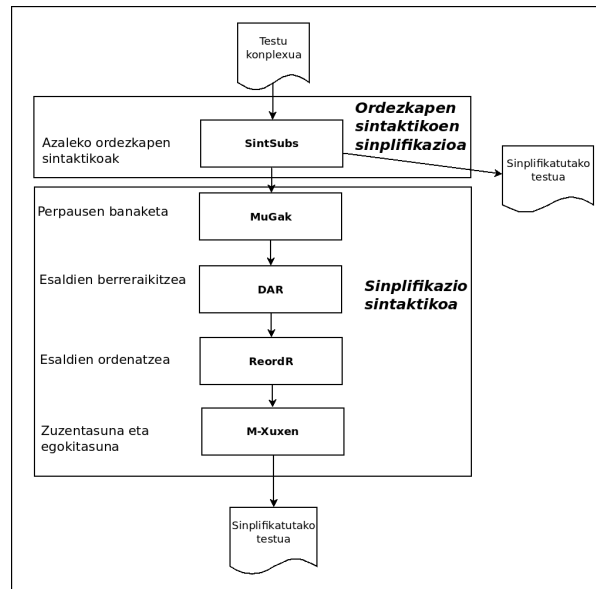 Testu
konplexua
Ordezkapen
sintaktikoen
sinplifikazioa
Azaleko ordezkapen
sintaktikoak
SintSubs
Sinplifikatutako
testua
Perpausen banaketa
MuGak
Esaldien berreraikitzea
DAR
Sinplifikazio
sintaktikoa
Esaldien ordenatzea
ReordR
Zuzentasuna eta
egokitasuna
M-Xuxen
Sinplifikatutako
testua